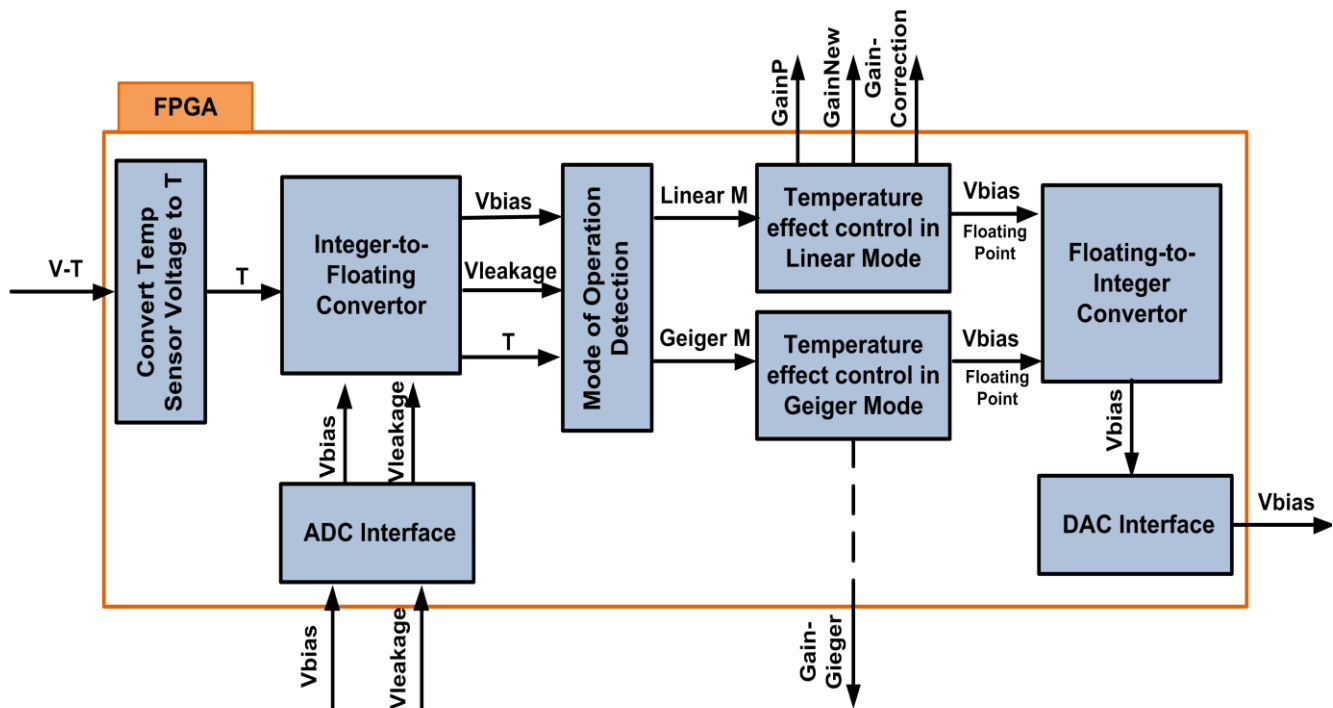 FPGA
V-T
Convert Temp
Sensor Voltage to T
T
Integer-to-
Floating
Convertor
Vbias
Vleakage
T
Mode of Operation
Detection
Linear M
Geiger M
GainP
GainNew
Gain-
Correction
Temperature
effect control in
Linear Mode
Temperature
effect control in
Geiger Mode
Vbias
Floating
Point
Vbias
Floating
Point
Floating-to-
Integer
Convertor
Vbias
Vleakage
ADC Interface
Vbias
Vleakage
Gain-
Gieger
Vbias
DAC Interface
Vbias